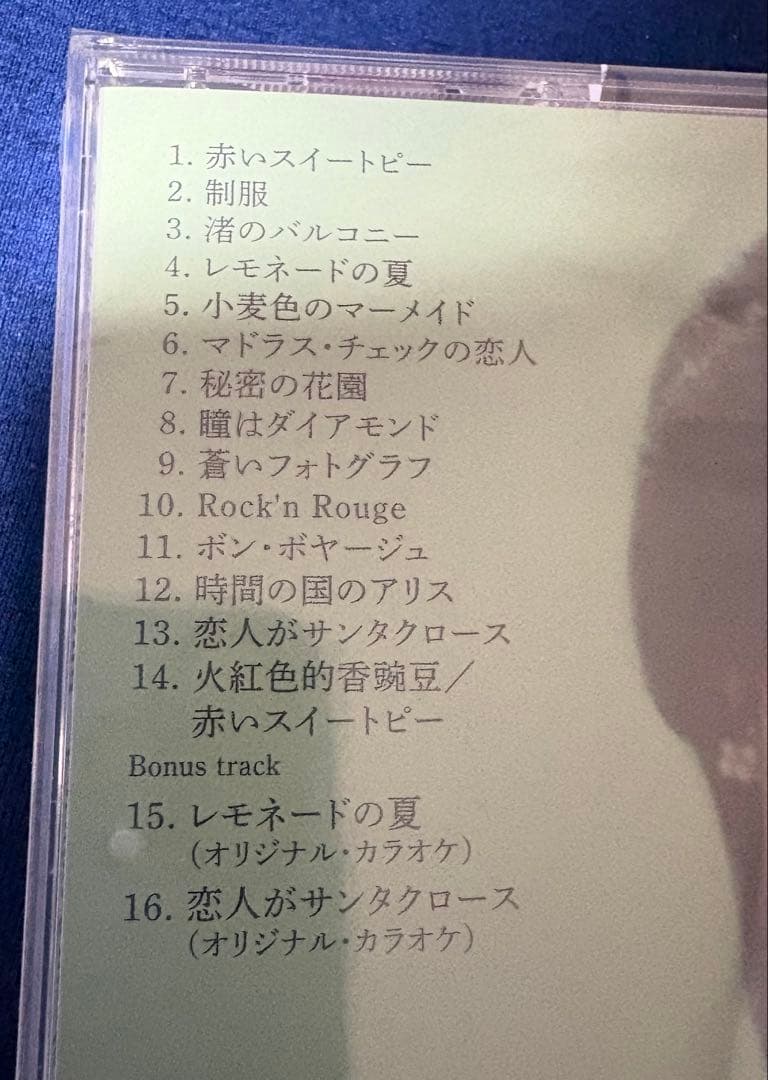 1. 赤いスイートピー
2. 制服
3. 渚のバルコニー
4. レモネードの夏
5. 小麦色のマーメイド
6. マドラス・チェックの恋人
7. 秘密の花園
8. 瞳はダイアモンド
9. 蒼いフォトグラフ
10. Rock'n Rouge
11. ボン・ボヤージュ
12. 時間の国のアリス
13. 恋人がサンタクロース
14. 火紅色的香豌豆／
赤いスイートピー
Bonus track
15. レモネードの夏
(オリジナル・カラオケ)
16. 恋人がサンタクロース
(オリジナル・カラオケ)